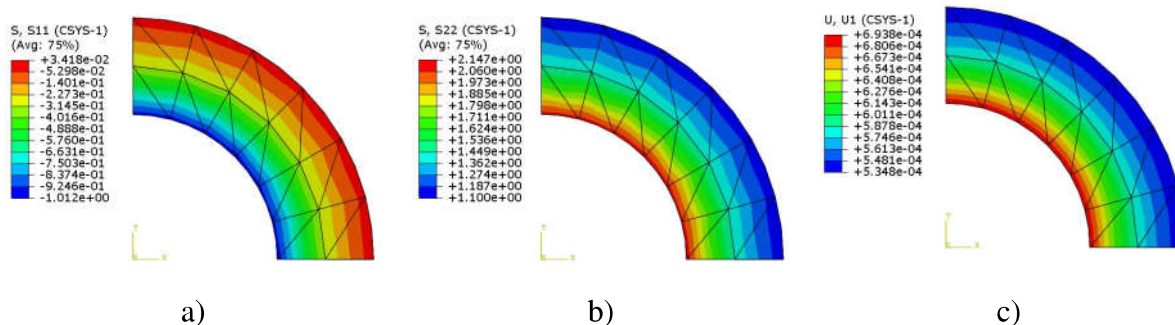 S, S11 (CSYS-1)
(Avg: 75%)
+3.418e-02
-5.298e-02
-1.401e-01
-2.273e-01
-3.145e-01
-4.016e-01
-4.888e-01
-5.760e-01
-6.631e-01
-7.503e-01
-8.374e-01
-9.246e-01
-1.012e+00
a)
S, S22 (CSYS-1)
(Avg: 75%)
+2.147e+00
+2.060e+00
+1.973e+00
+1.885e+00
+1.798e+00
+1.711e+00
+1.624e+00
+1.536e+00
+1.449e+00
+1.362e+00
+1.274e+00
+1.187e+00
+1.100e+00
b)
U, U1 (CSYS-1)
+6.938e-04
+6.806e-04
+6.673e-04
+6.541e-04
+6.408e-04
+6.276e-04
+6.143e-04
+6.011e-04
+5.878e-04
+5.746e-04
+5.613e-04
+5.481e-04
+5.348e-04
c)